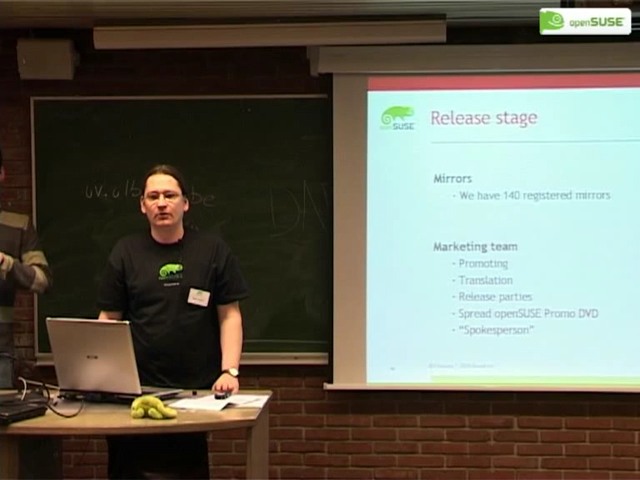 openSUSE
Release stage
openSUSE
Mirrors
- We have 140 registered mirrors
Marketing team
- Promoting
- Translation
- Release parties
- Spread openSUSE Promo DVD
- "Spokesperson"
openSUSE